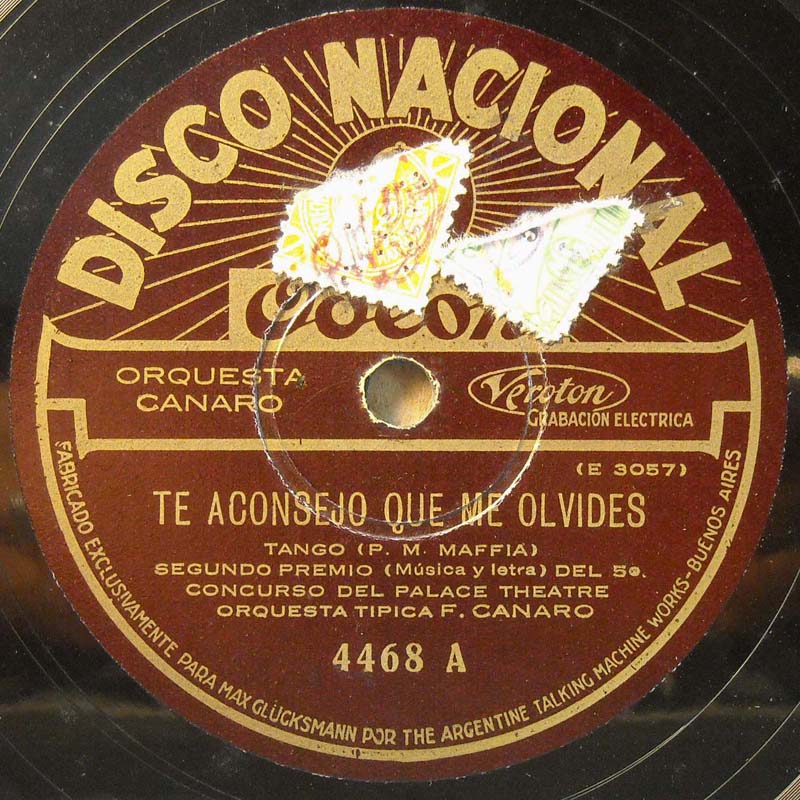 DISCO NACIONAL
Odeon
ORQUESTA
CANARO
Veroton
GRABACIÓN ELECTRICA
(E 3057)
TE ACONSEJO QUE ME OLVIDES
TANGO (P. M. MAFFIA)
SEGUNDO PREMIO (Música y letra) DEL 5º.
CONCURSO DEL PALACE THEATRE
ORQUESTA TIPICA F. CANARO
4468 A
FABRICADO EXCLUSIVAMENTE PARA MAX GLÜCKSMANN POR THE ARGENTINE TALKING MACHINE WORKS-BUENOS AIRES